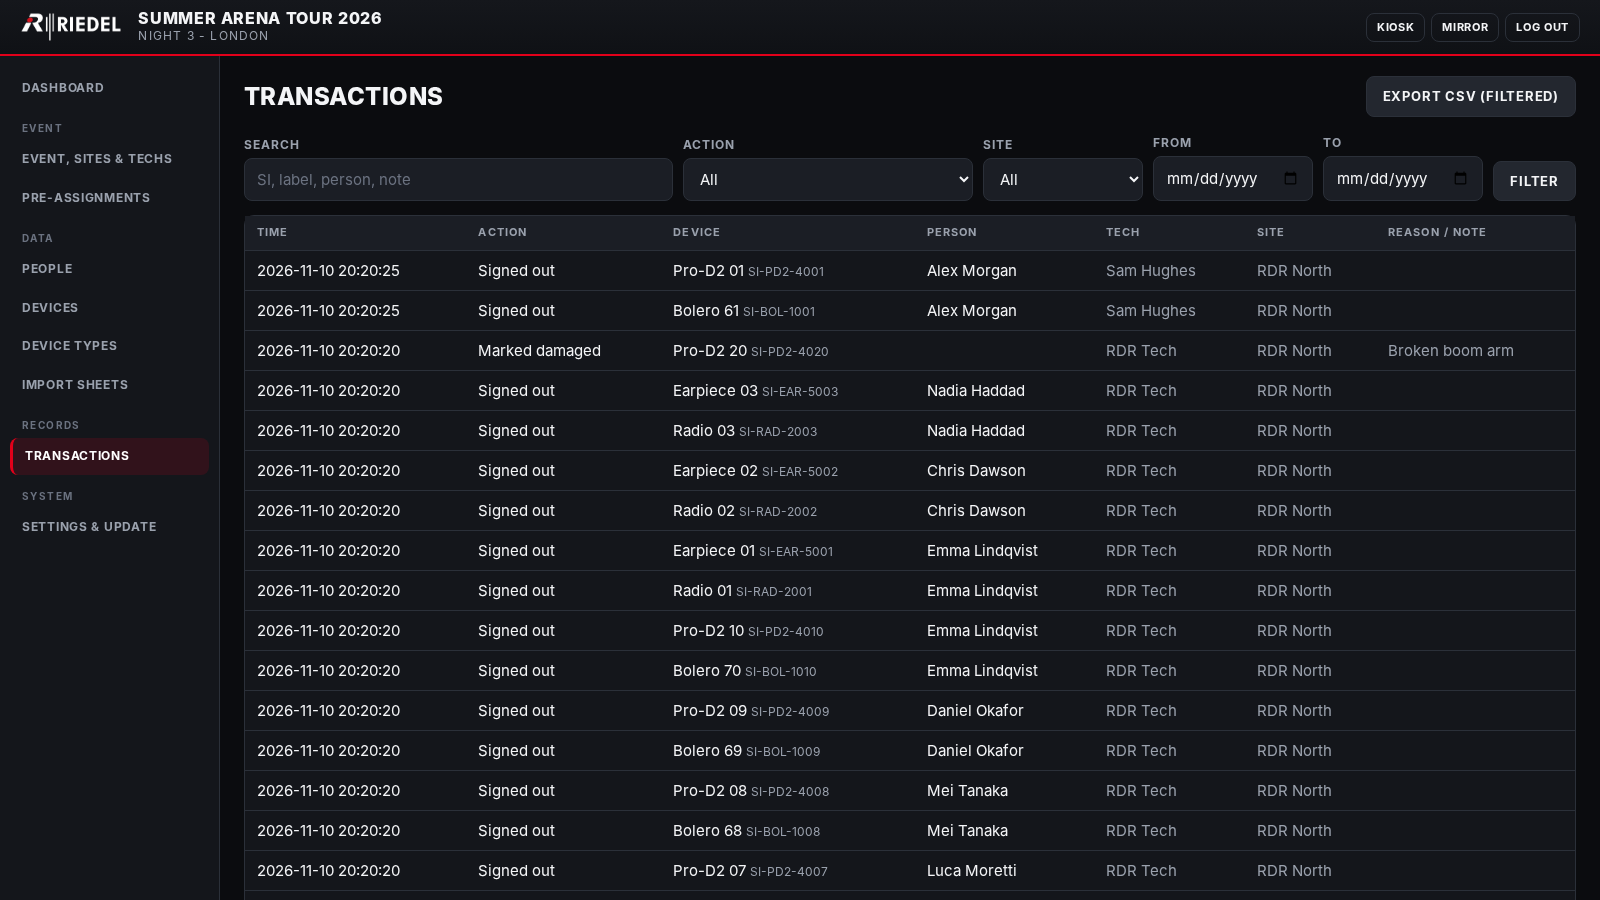 RIEDEL
SUMMER ARENA TOUR 2026
NIGHT 3 - LONDON
KIOSK
MIRROR
LOG OUT
DASHBOARD
EVENT
EVENT, SITES & TECHS
PRE-ASSIGNMENTS
DATA
PEOPLE
DEVICES
DEVICE TYPES
IMPORT SHEETS
RECORDS
TRANSACTIONS
SYSTEM
SETTINGS & UPDATE
TRANSACTIONS
EXPORT CSV (FILTERED)
SEARCH
ACTION
SITE
FROM
TO
SI, label, person, note
All
All
mm/dd/yyyy
mm/dd/yyyy
FILTER
TIME ACTION DEVICE PERSON TECH SITE REASON / NOTE
2026-11-10 20:20:25 Signed out Pro-D2 01 SI-PD2-4001 Alex Morgan Sam Hughes RDR North
2026-11-10 20:20:25 Signed out Bolero 61 SI-BOL-1001 Alex Morgan Sam Hughes RDR North
2026-11-10 20:20:20 Marked damaged Pro-D2 20 SI-PD2-4020 RDR Tech RDR North Broken boom arm
2026-11-10 20:20:20 Signed out Earpiece 03 SI-EAR-5003 Nadia Haddad RDR Tech RDR North
2026-11-10 20:20:20 Signed out Radio 03 SI-RAD-2003 Nadia Haddad RDR Tech RDR North
2026-11-10 20:20:20 Signed out Earpiece 02 SI-EAR-5002 Chris Dawson RDR Tech RDR North
2026-11-10 20:20:20 Signed out Radio 02 SI-RAD-2002 Chris Dawson RDR Tech RDR North
2026-11-10 20:20:20 Signed out Earpiece 01 SI-EAR-5001 Emma Lindqvist RDR Tech RDR North
2026-11-10 20:20:20 Signed out Radio 01 SI-RAD-2001 Emma Lindqvist RDR Tech RDR North
2026-11-10 20:20:20 Signed out Pro-D2 10 SI-PD2-4010 Emma Lindqvist RDR Tech RDR North
2026-11-10 20:20:20 Signed out Bolero 70 SI-BOL-1010 Emma Lindqvist RDR Tech RDR North
2026-11-10 20:20:20 Signed out Pro-D2 09 SI-PD2-4009 Daniel Okafor RDR Tech RDR North
2026-11-10 20:20:20 Signed out Bolero 69 SI-BOL-1009 Daniel Okafor RDR Tech RDR North
2026-11-10 20:20:20 Signed out Pro-D2 08 SI-PD2-4008 Mei Tanaka RDR Tech RDR North
2026-11-10 20:20:20 Signed out Bolero 68 SI-BOL-1008 Mei Tanaka RDR Tech RDR North
2026-11-10 20:20:20 Signed out Pro-D2 07 SI-PD2-4007 Luca Moretti RDR Tech RDR North